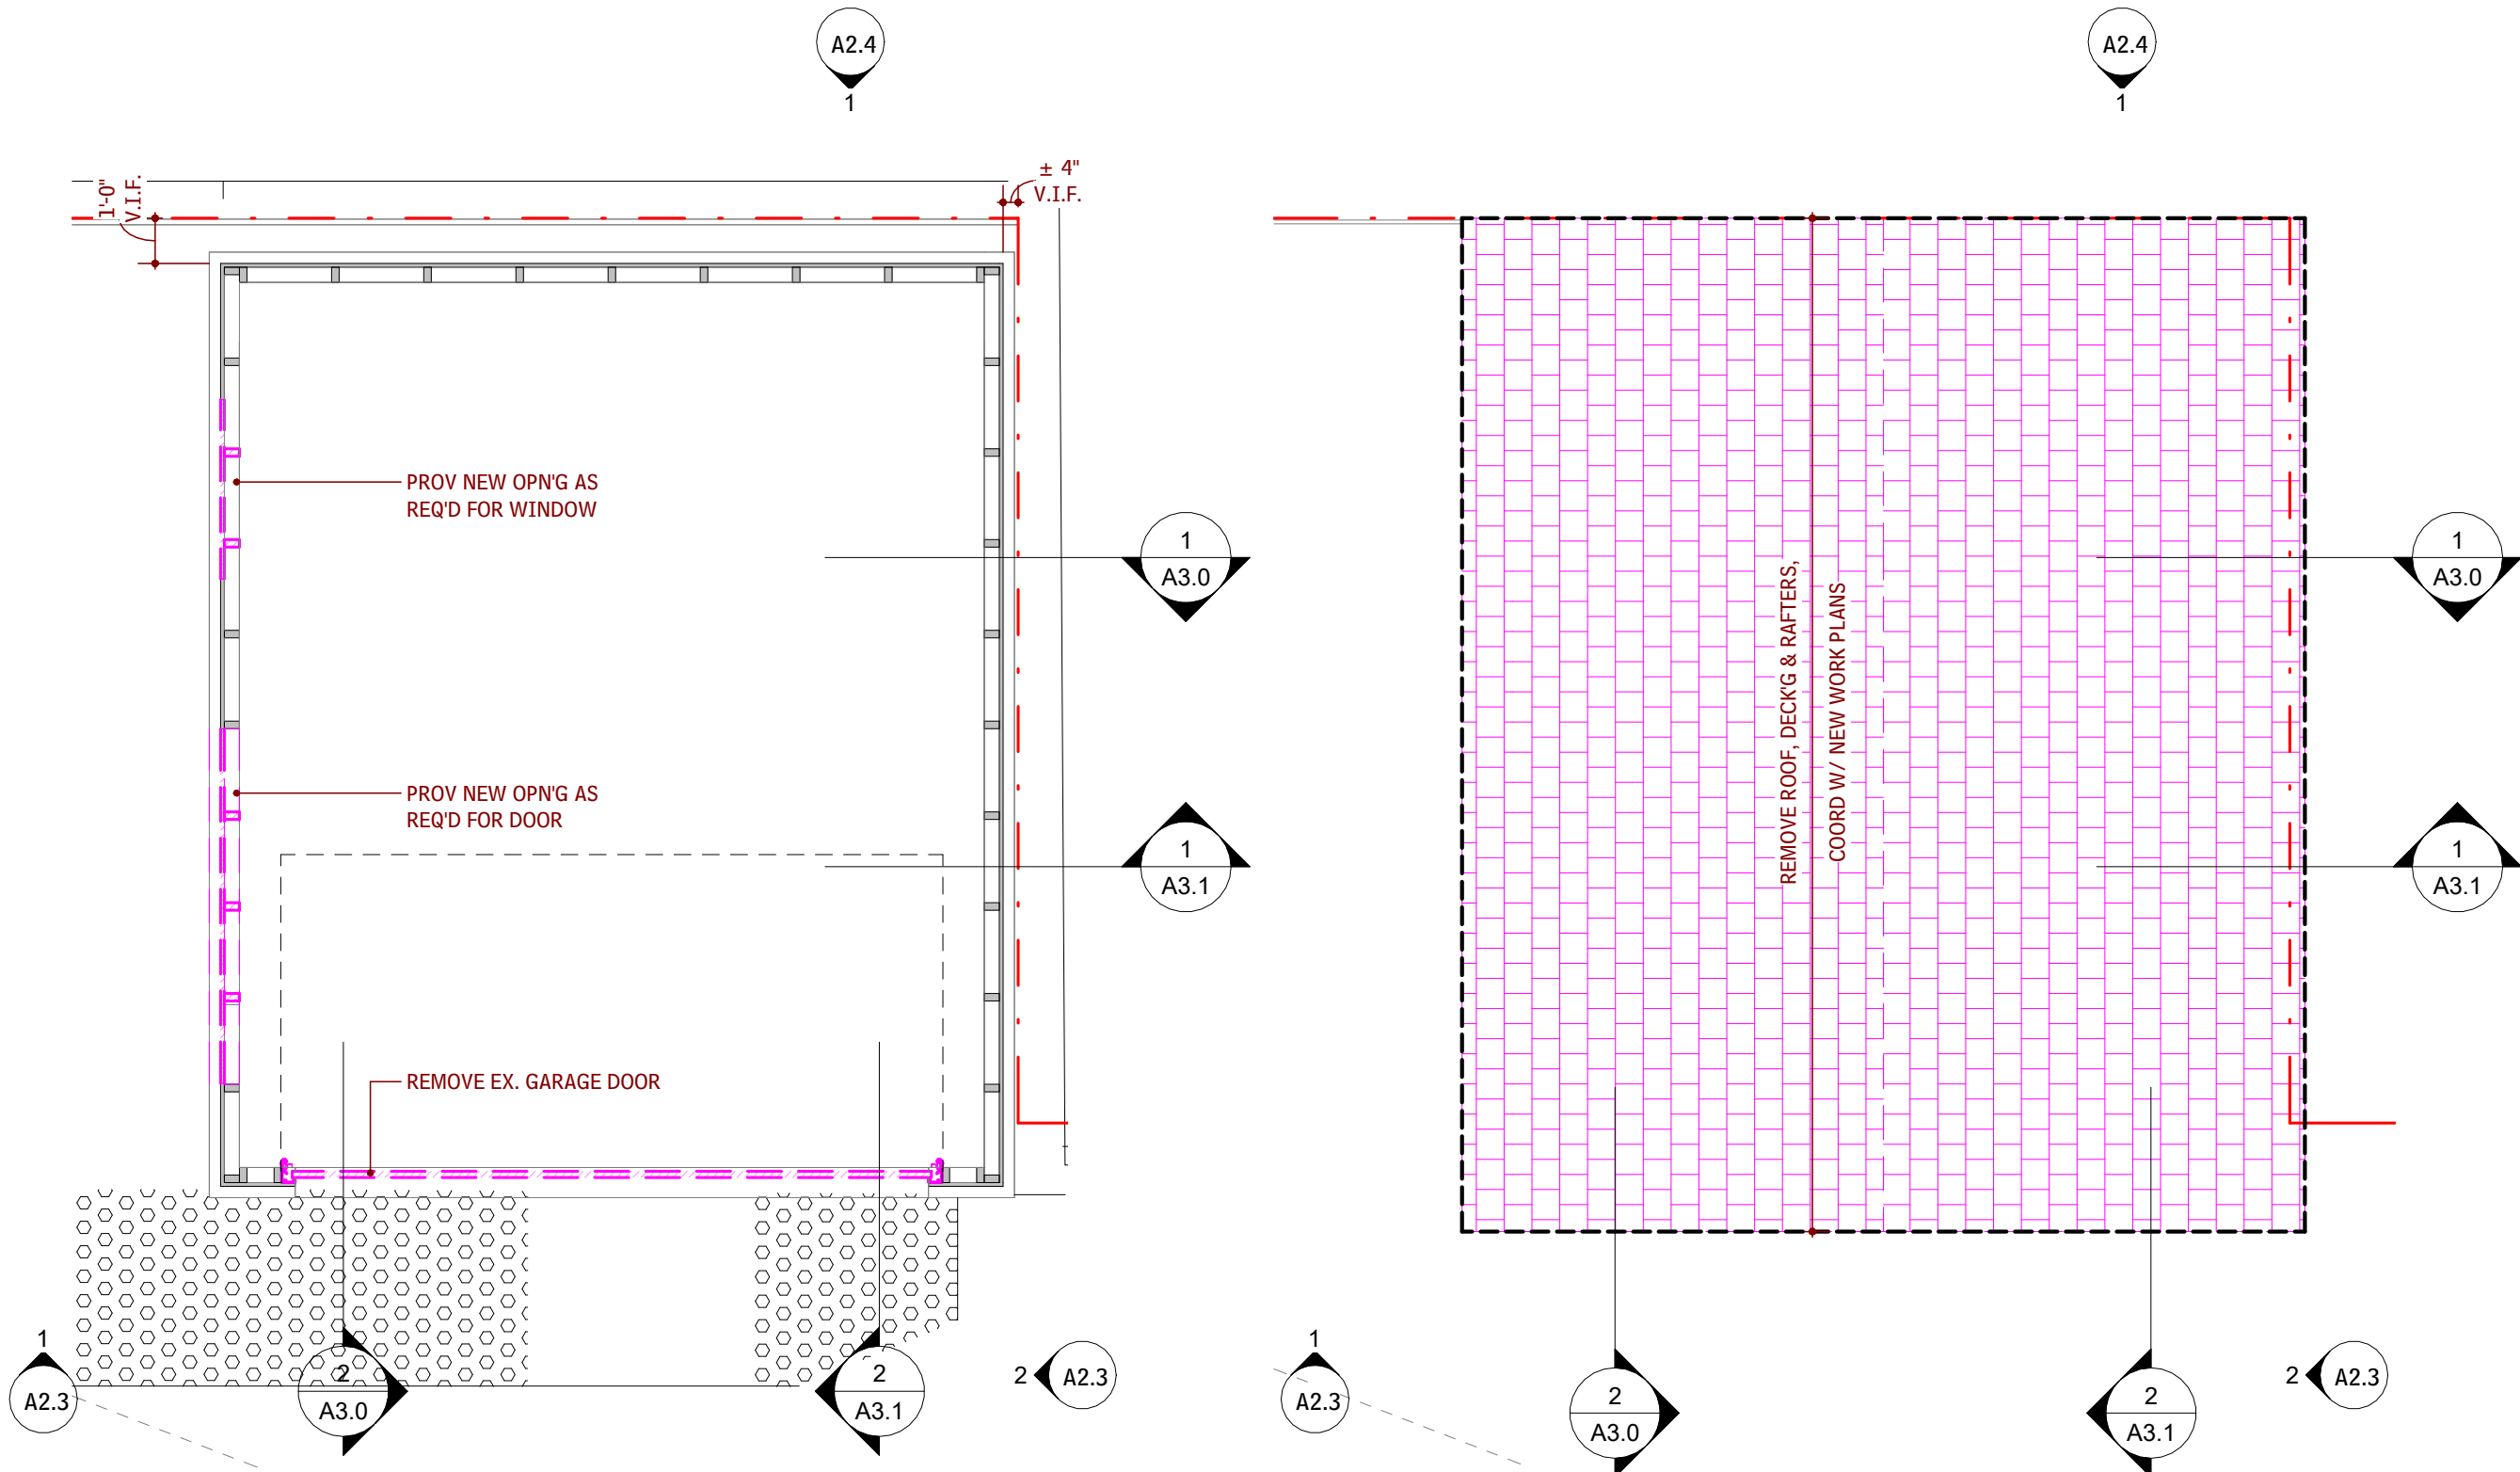 A2.4
1
A2.4
1
1'-0"
V.I.F.
± 4"
V.I.F.
PROV NEW OPN'G AS
REQ'D FOR WINDOW
1
A3.0
PROV NEW OPN'G AS
REQ'D FOR DOOR
1
A3.1
REMOVE EX. GARAGE DOOR
1
A2.3
2
A3.0
2
A3.1
2
A2.3
REMOVE ROOF, DECK'G & RAFTERS,
COORD W/ NEW WORK PLANS
1
A3.0
1
A3.1
1
A2.3
2
A3.0
2
A3.1
2
A2.3